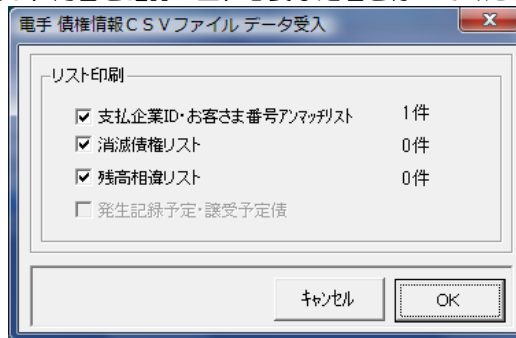 電手 債権情報ＣＳＶファイル データ受入
リスト印刷
支払企業ID･お客さま番号ｱﾝﾏｯﾁﾘｽﾄ 1件
消滅債権リスト 0件
残高相違リスト 0件
発生記録予定･譲受予定債
ｷｬﾝｾﾙ OK